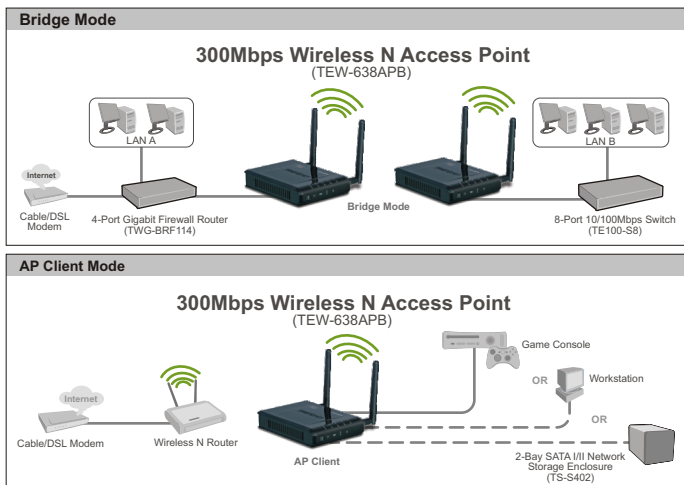 Bridge Mode
300Mbps Wireless N Access Point
(TEW-638APB)
LAN A
LAN B
Internet
Cable/DSL
Modem
4-Port Gigabit Firewall Router
(TWG-BRF114)
Bridge Mode
8-Port 10/100Mbps Switch
(TE100-S8)
AP Client Mode
300Mbps Wireless N Access Point
(TEW-638APB)
Game Console
OR
Workstation
Internet
OR
Cable/DSL Modem
Wireless N Router
AP Client
2-Bay SATA I/II Network
Storage Enclosure
(TS-S402)